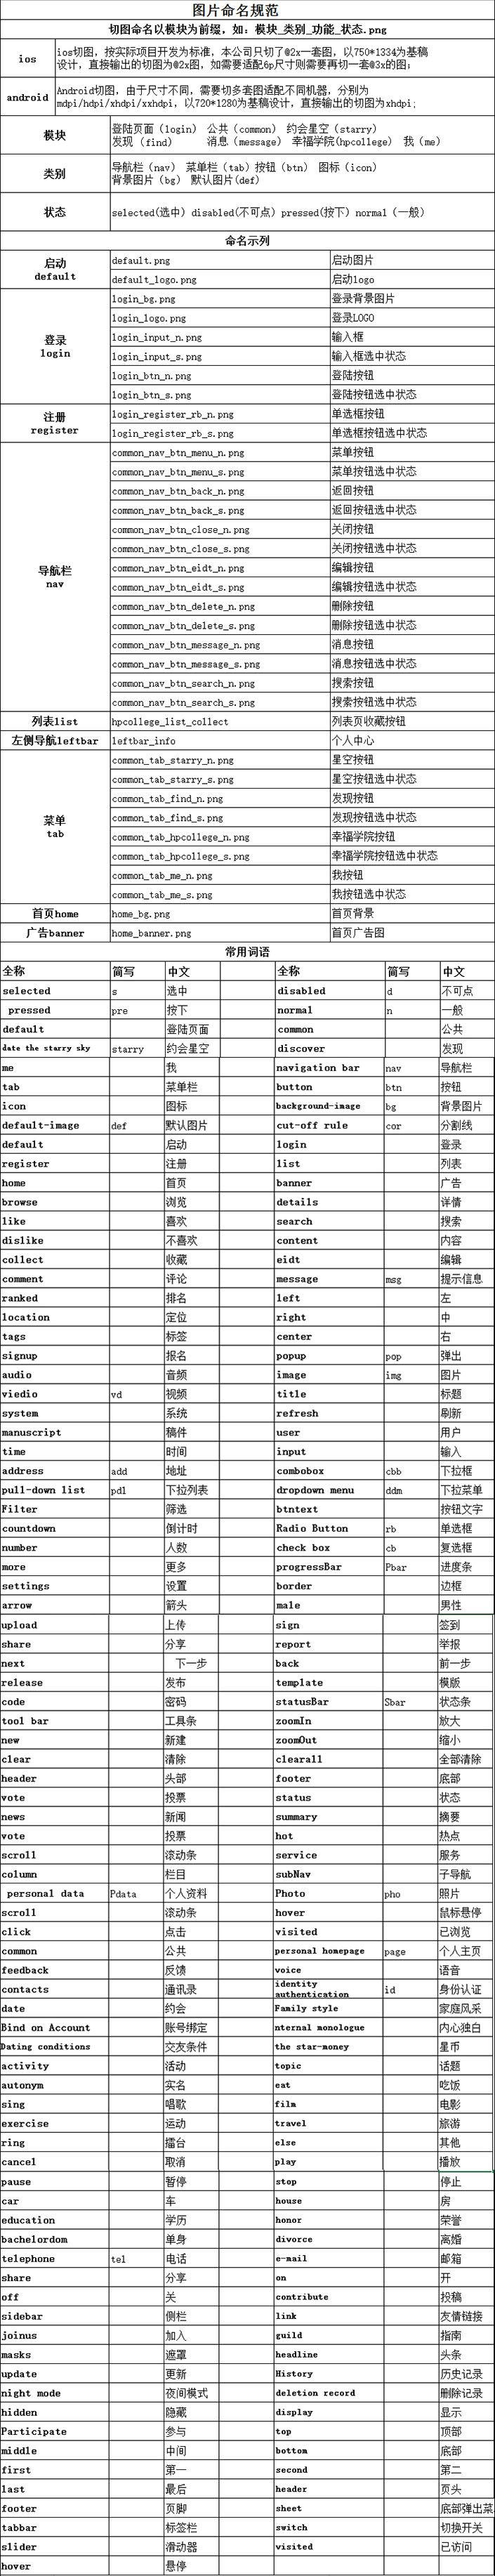 图片命名规范
切图命名以模块为前缀，如：模块_类别_功能_状态.png
ios
ios切图，按实际项目开发为标准，本公司只切了@2x一套图，以750*1334为基稿
设计，直接输出的切图为@2x图，如需要适配6p尺寸则需要再切一套@3x的图；
android
Android切图，由于尺寸不同，需要切多套图适配不同机器，分别为
mdpi/hdpi/xhdpi/xxhdpi，以720*1280为基稿设计，直接输出的切图为xhdpi；
模块
登陆页面（login） 公共（common） 约会星空（starry）
发现（find） 消息（message） 幸福学院(hpcollege) 我（me）
类别
导航栏（nav） 菜单栏（tab）按钮（btn） 图标（icon）
背景图片（bg） 默认图片(def)
状态
selected(选中) disabled(不可点) pressed(按下) normal（一般）
命名示列
启动
default
default.png 启动图片
default_logo.png 启动logo
登录
login
login_bg.png 登录背景图片
login_logo.png 登录LOGO
login_input_n.png 输入框
login_input_s.png 输入框选中状态
login_btn_n.png 登陆按钮
login_btn_s.png 登陆按钮选中状态
注册
register
login_register_rb_n.png 单选框按钮
login_register_rb_s.png 单选框按钮选中状态
导航栏
nav
common_nav_btn_menu_n.png 菜单按钮
common_nav_btn_menu_s.png 菜单按钮选中状态
common_nav_btn_back_n.png 返回按钮
common_nav_btn_back_s.png 返回按钮选中状态
common_nav_btn_close_n.png 关闭按钮
common_nav_btn_close_s.png 关闭按钮选中状态
common_nav_btn_eidt_n.png 编辑按钮
common_nav_btn_eidt_s.png 编辑按钮选中状态
common_nav_btn_delete_n.png 删除按钮
common_nav_btn_delete_s.png 删除按钮选中状态
common_nav_btn_message_n.png 消息按钮
common_nav_btn_message_s.png 消息按钮选中状态
common_nav_btn_search_n.png 搜索按钮
common_nav_btn_search_s.png 搜索按钮选中状态
列表list hpcollege_list_collect 列表页收藏按钮
左侧导航leftbar leftbar_info 个人中心
菜单
tab
common_tab_starry_n.png 星空按钮
common_tab_starry_s.png 星空按钮选中状态
common_tab_find_n.png 发现按钮
common_tab_find_s.png 发现按钮选中状态
common_tab_hpcollege_n.png 幸福学院按钮
common_tab_hpcollege_s.png 幸福学院按钮选中状态
common_tab_me_n.png 我按钮
common_tab_me_s.png 我按钮选中状态
首页home home_bg.png 首页背景
广告banner home_banner.png 首页广告图
常用词语
全称 简写 中文 全称 简写 中文
selected s 选中 disabled d 不可点
pressed pre 按下 normal n 一般
default 登陆页面 common 公共
date the starry sky starry 约会星空 discover 发现
me 我 navigation bar nav 导航栏
tab 菜单栏 button btn 按钮
icon 图标 background-image bg 背景图片
default-image def 默认图片 cut-off rule cor 分割线
default 启动 login 登录
register 注册 list 列表
home 首页 banner 广告
browse 浏览 details 详情
like 喜欢 search 搜索
dislike 不喜欢 content 内容
collect 收藏 eidt 编辑
comment 评论 message msg 提示信息
ranked 排名 left 左
location 定位 right 中
tags 标签 center 右
signup 报名 popup pop 弹出
audio 音频 image img 图片
viedio vd 视频 title 标题
system 系统 refresh 刷新
manuscript 稿件 user 用户
time 时间 input 输入
address add 地址 combobox cbb 下拉框
pull-down list pdl 下拉列表 dropdown menu ddm 下拉菜单
Filter 筛选 btntext 按钮文字
countdown 倒计时 Radio Button rb 单选框
number 人数 check box cb 复选框
more 更多 progressBar Pbar 进度条
settings 设置 border 边框
arrow 箭头 male 男性
upload 上传 sign 签到
share 分享 report 举报
next 下一步 back 前一步
release 发布 template 模版
code 密码 statusBar Sbar 状态条
tool bar 工具条 zoomIn 放大
new 新建 zoomOut 缩小
clear 清除 clearall 全部清除
header 头部 footer 底部
vote 投票 status 状态
news 新闻 summary 摘要
vote 投票 hot 热点
scroll 滚动条 service 服务
column 栏目 subNav 子导航
personal data Pdata 个人资料 Photo pho 照片
scroll 滚动条 hover 鼠标悬停
click 点击 visited 已浏览
common 公共 personal homepage page 个人主页
feedback 反馈 voice 语音
contacts 通讯录 identity authentication id 身份认证
date 约会 Family style 家庭风采
Bind on Account 账号绑定 nternal monologue 内心独白
Dating conditions 交友条件 the star-money 星币
activity 活动 topic 话题
autonym 实名 eat 吃饭
sing 唱歌 film 电影
exercise 运动 travel 旅游
ring 擂台 else 其他
cancel 取消 play 播放
pause 暂停 stop 停止
car 车 house 房
education 学历 honor 荣誉
bachelordom 单身 divorce 离婚
telephone tel 电话 e-mail 邮箱
share 分享 on 开
off 关 contribute 投稿
sidebar 侧栏 link 友情链接
joinus 加入 guild 指南
masks 遮罩 headline 头条
update 更新 History 历史记录
night mode 夜间模式 deletion record 删除记录
hidden 隐藏 display 显示
Participate 参与 top 顶部
middle 中间 bottom 底部
first 第一 second 第二
last 最后 header 页头
footer 页脚 sheet 底部弹出菜
tabbar 标签栏 switch 切换开关
slider 滑动器 visited 已访问
hover 悬停